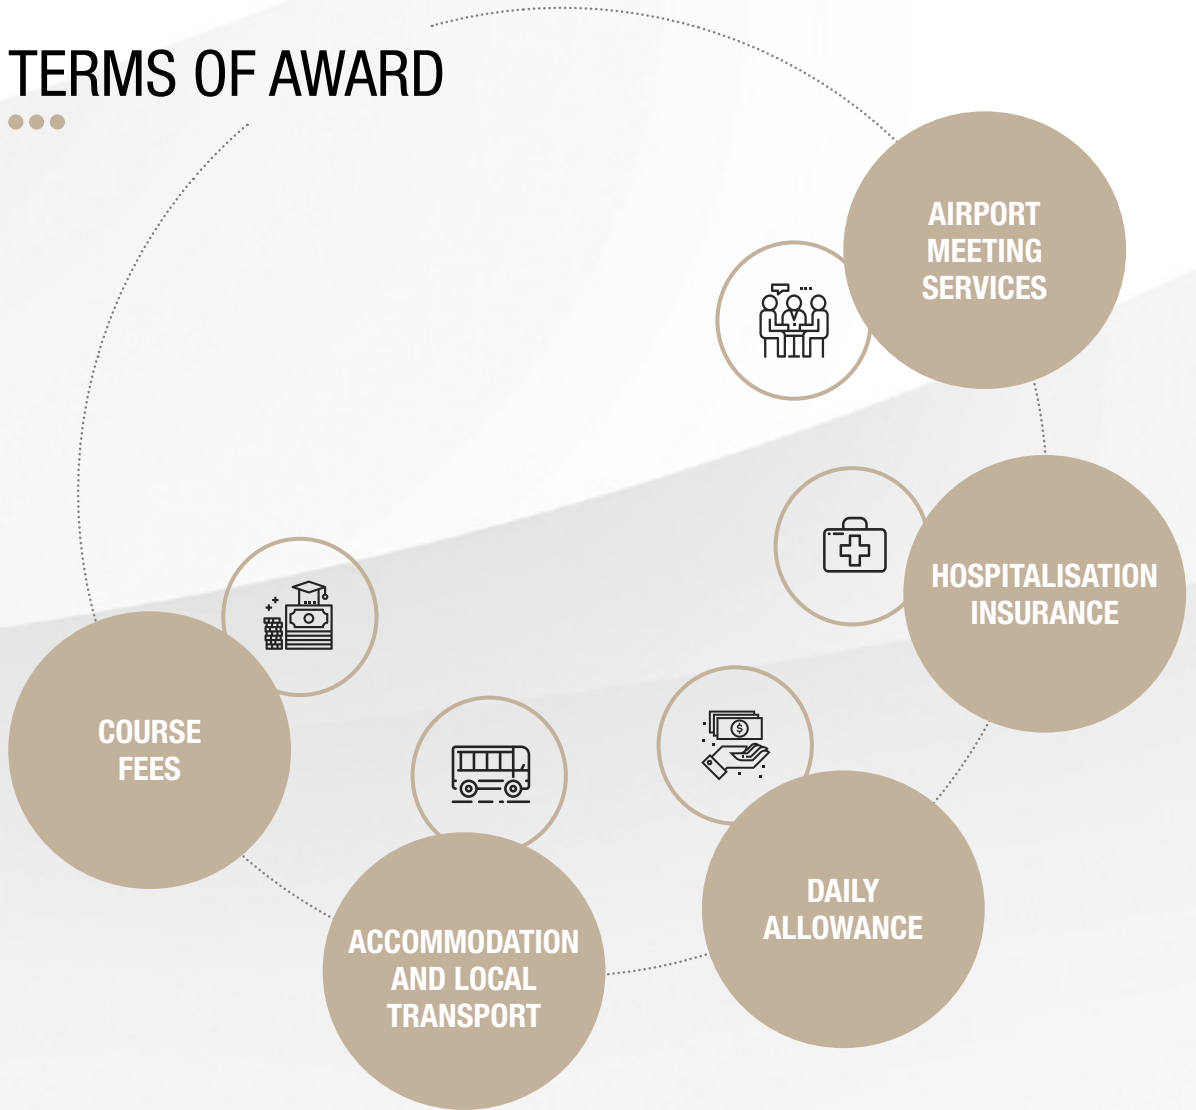 TERMS OF AWARD
AIRPORT
MEETING
SERVICES
HOSPITALISATION
INSURANCE
COURSE
FEES
DAILY
ALLOWANCE
ACCOMMODATION
AND LOCAL
TRANSPORT